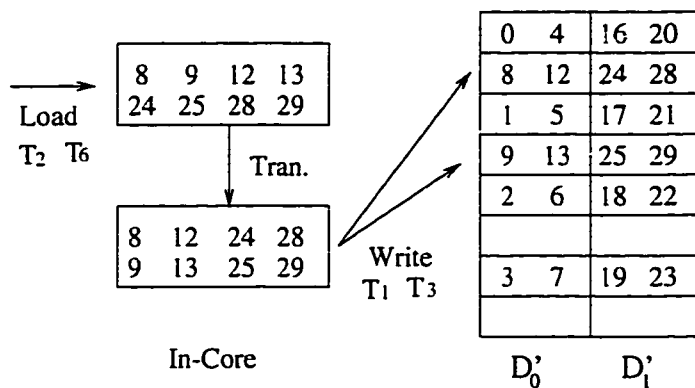 8 9 12 13
24 25 28 29
Load
T2 T6
Tran.
8 12 24 28
9 13 25 29
Write
T1 T3
In-Core
0 4 16 20
8 12 24 28
1 5 17 21
9 13 25 29
2 6 18 22
3 7 19 23
D0' D1'